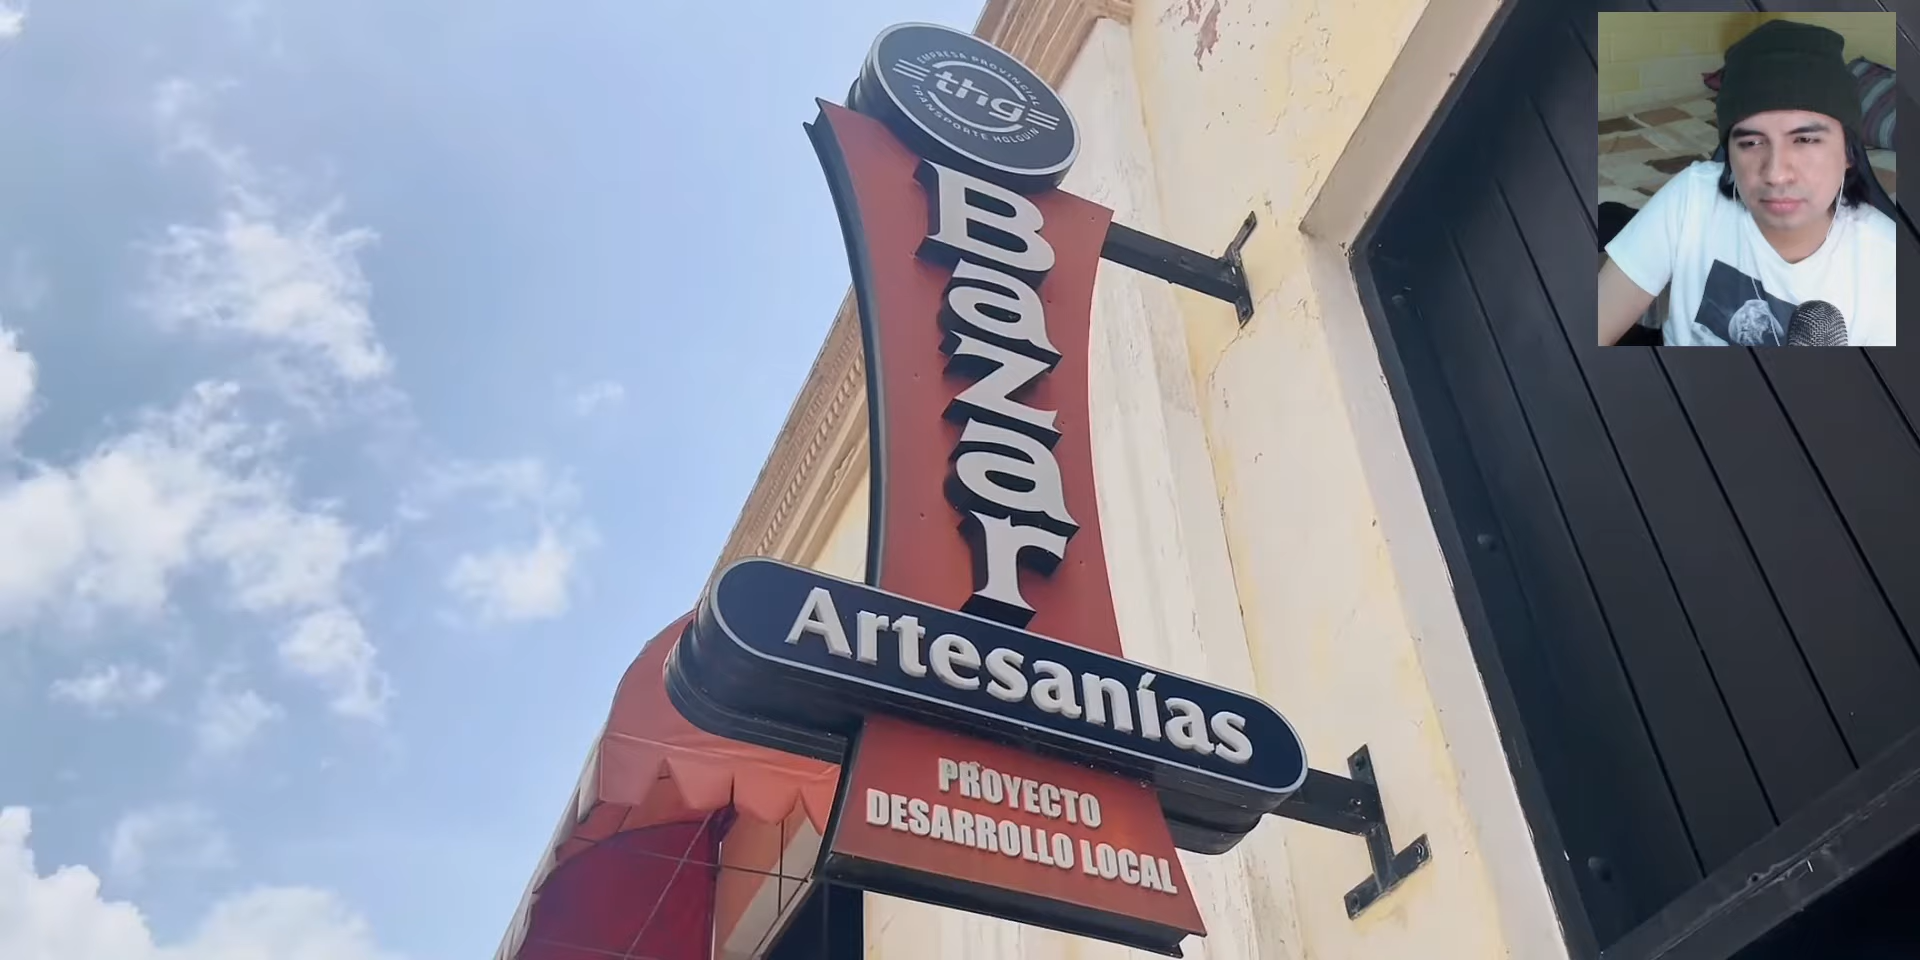 EMPRESA PROVINCIAL
thg
TRANSPORTE HOLGUIN
Bazar
Artesanías
PROYECTO
DESARROLLO LOCAL